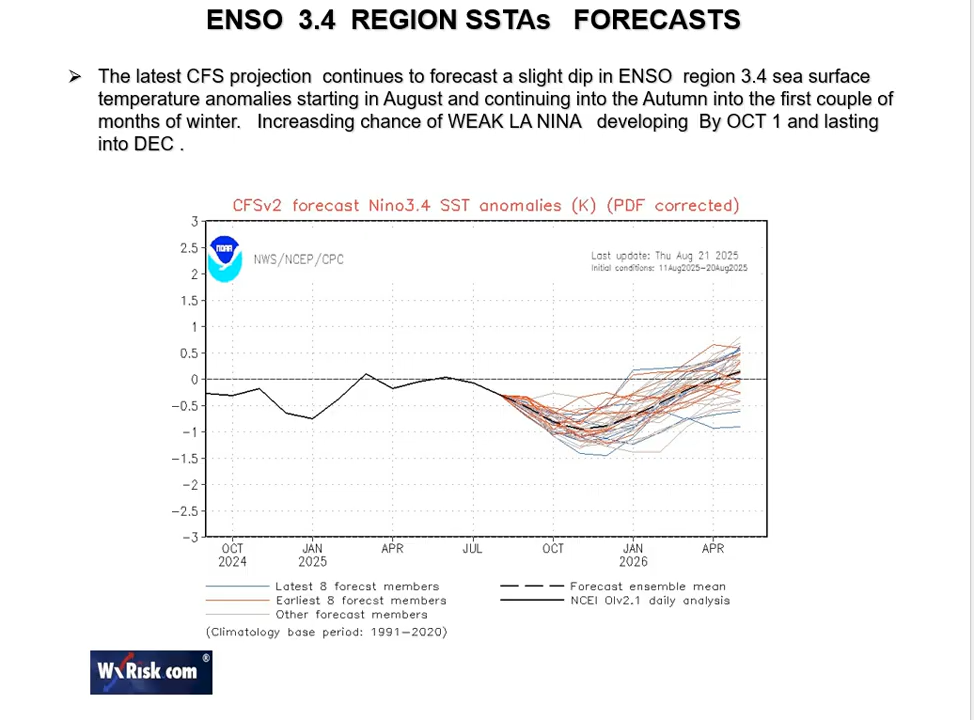 ENSO 3.4 REGION SSTAs FORECASTS
➢ The latest CFS projection continues to forecast a slight dip in ENSO region 3.4 sea surface
temperature anomalies starting in August and continuing into the Autumn into the first couple of
months of winter. Increasding chance of WEAK LA NINA developing By OCT 1 and lasting
into DEC .
CFSv2 forecast Nino3.4 SST anomalies (K) (PDF corrected)
NOAA
NWS/NCEP/CPC
Last update: Thu Aug 21 2025
Initial conditions: 11Aug2025-20Aug2025
3
2.5
2
1.5
1
0.5
0
-0.5
-1
-1.5
-2
-2.5
-3
OCT JAN APR JUL OCT JAN APR
2024 2025 2026
Latest 8 forecst members
Earliest 8 forecst members
Other forecast members
Forecast ensemble mean
NCEI OIv2.1 daily analysis
(Climatology base period: 1991-2020)
WxRisk.com®